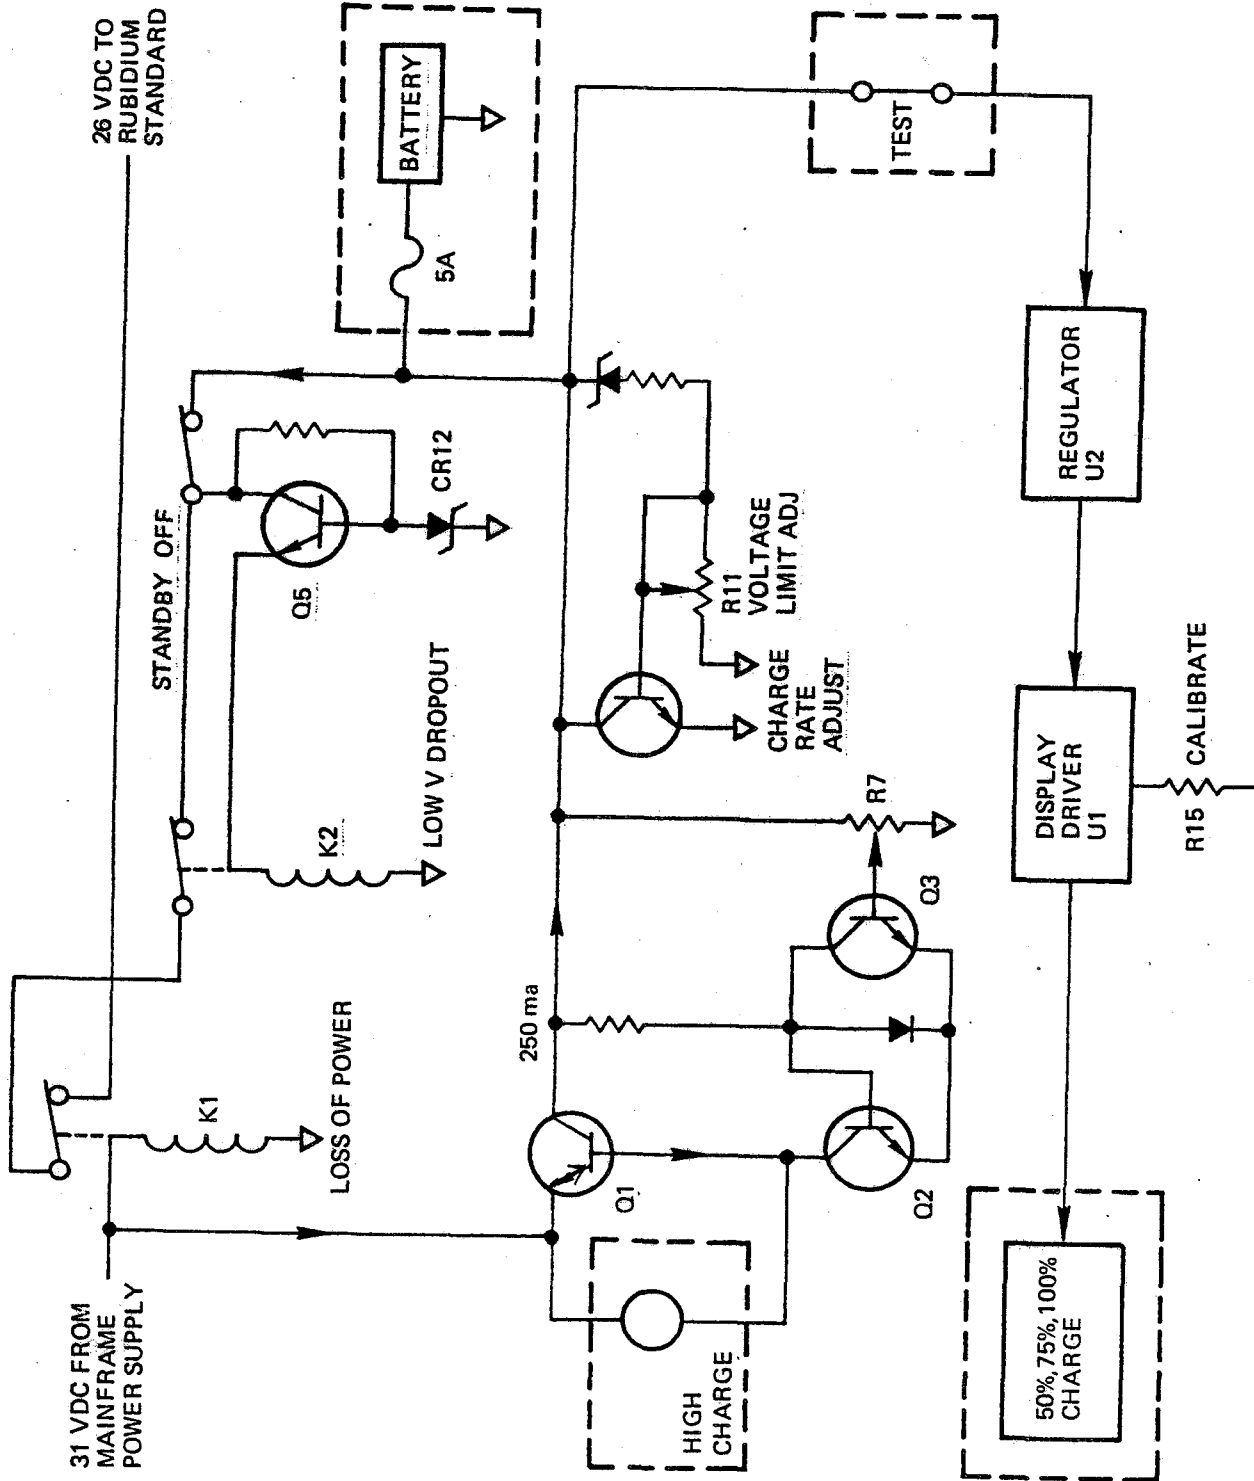 31 VDC FROM
MAINFRAME
POWER SUPPLY
26 VDC TO
RUBIDIUM
STANDARD
K1
LOSS OF POWER
STANDBY OFF
K2
LOW V DROPOUT
Q5
CR12
BATTERY
5A
250 ma
Q1
HIGH
CHARGE
Q2
Q3
R7
CHARGE
RATE
ADJUST
R11
VOLTAGE
LIMIT ADJ
TEST
REGULATOR
U2
DISPLAY
DRIVER
U1
R15 CALIBRATE
50%, 75%, 100%
CHARGE